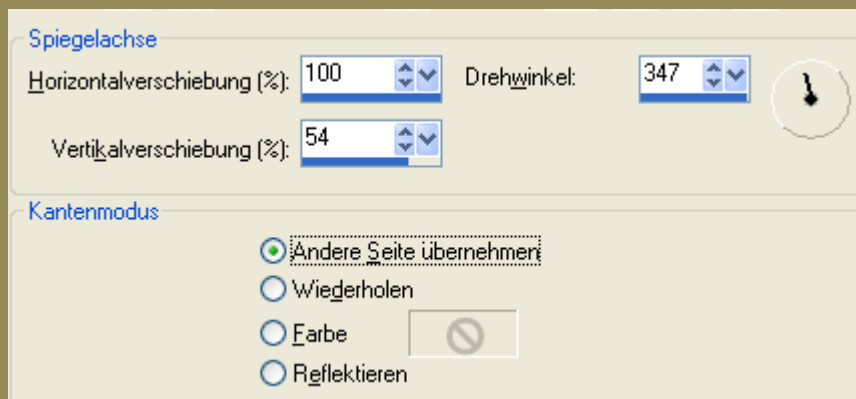 Spiegelachse
Horizontalverschiebung (%): 100 Drehwinkel: 347
Vertikalverschiebung (%): 54
Kantenmodus
Andere Seite übernehmen
Wiederholen
Farbe
Reflektieren